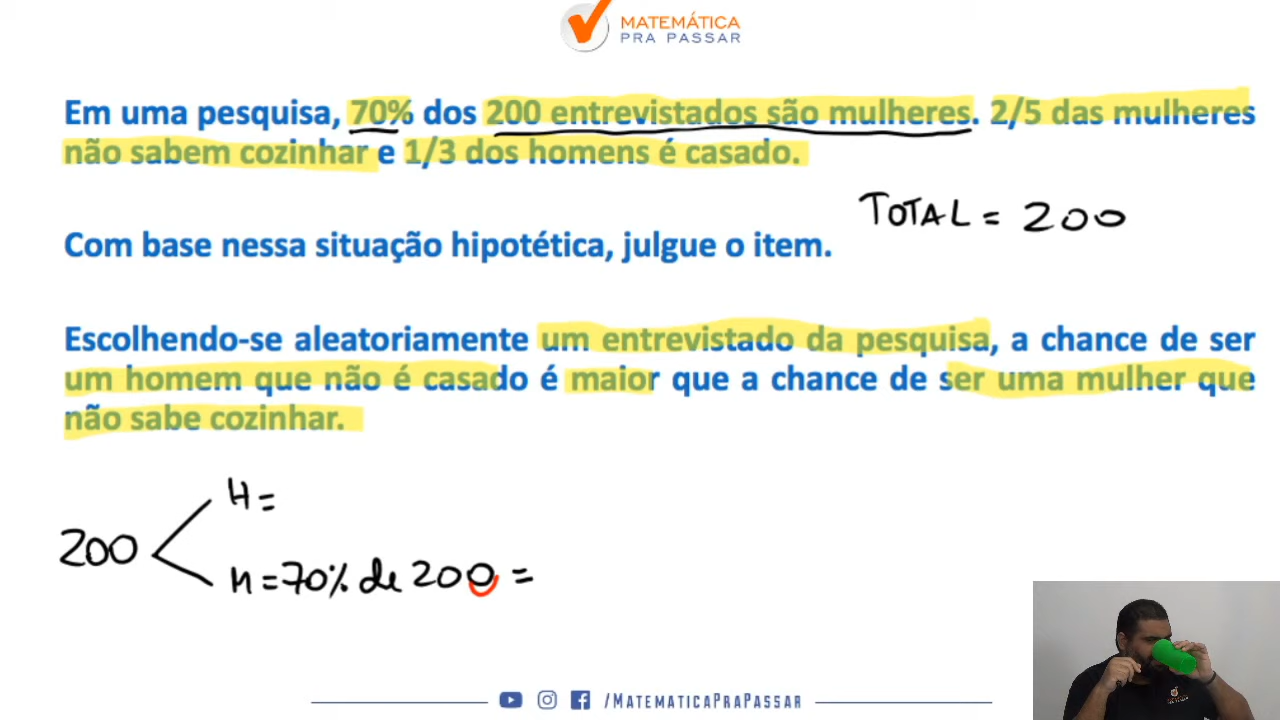 MATEMÁTICA
PRA PASSAR
Em uma pesquisa, 70% dos 200 entrevistados são mulheres. 2/5 das mulheres
não sabem cozinhar e 1/3 dos homens é casado.
TOTAL = 200
Com base nessa situação hipotética, julgue o item.
Escolhendo-se aleatoriamente um entrevistado da pesquisa, a chance de ser
um homem que não é casado é maior que a chance de ser uma mulher que
não sabe cozinhar.
H =
200
M = 70% de 200 =
/MATEMATICAPRAPASSAR